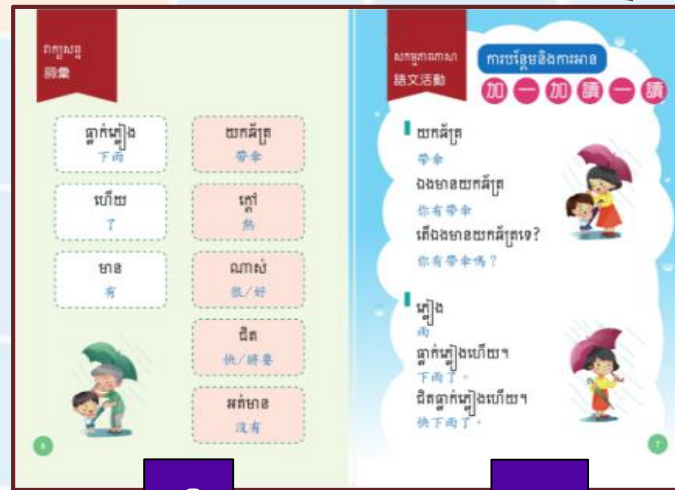 ពាក្យសព្ទ
詞彙
ធ្លាក់ភ្លៀង
下雨
ហើយ
了
មាន
有
យកឆ័ត្រ
帶傘
ក្តៅ
熱
ណាស់
很/好
ជិត
快/將要
អត់មាន
沒有
6
សកម្មភាពភាសា
語文活動
ការបន្ថែមនិងការអាន
加一加讀一讀
យកឆ័ត្រ
帶傘
ឯងមានយកឆ័ត្រ
你有帶傘
តើឯងមានយកឆ័ត្រទេ?
你有帶傘嗎？
ភ្លៀង
雨
ធ្លាក់ភ្លៀងហើយ។
下雨了。
ជិតធ្លាក់ភ្លៀងហើយ។
快下雨了。
7